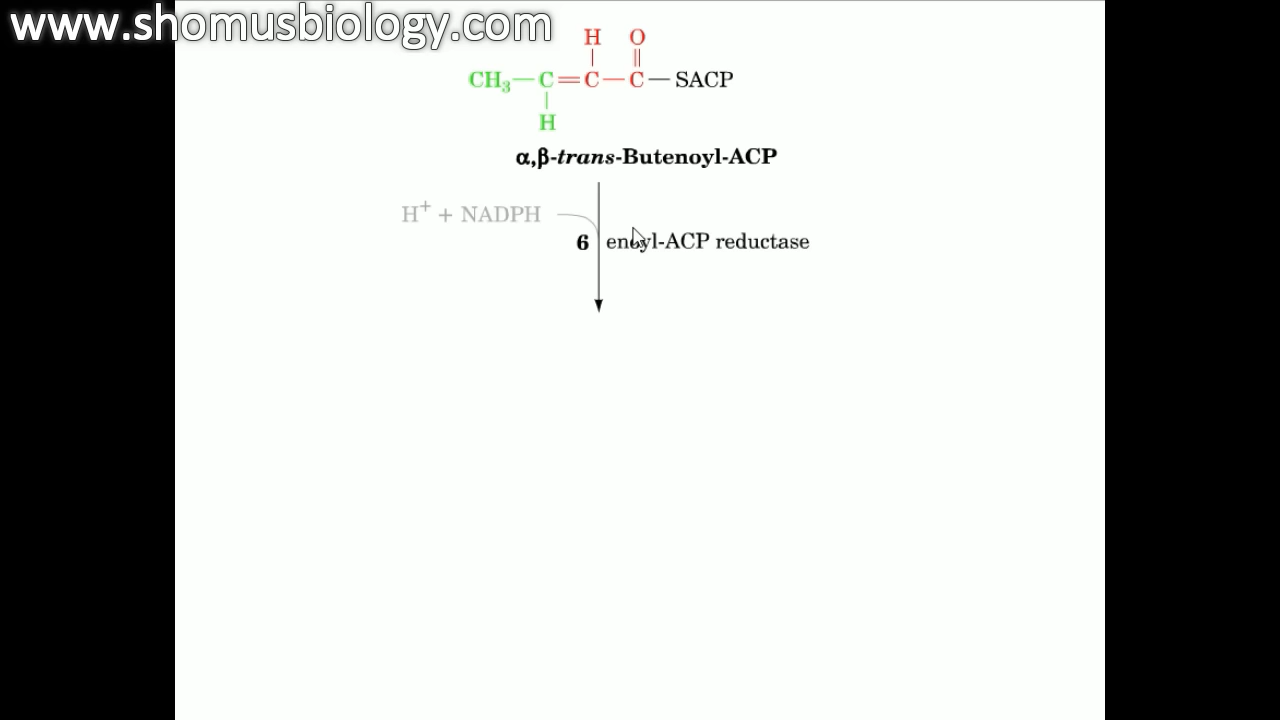 www.shomusbiology.com
H O
CH₃—C=C—C—SACP
H
α,β-trans-Butenoyl-ACP
H⁺ + NADPH
6 enoyl-ACP reductase